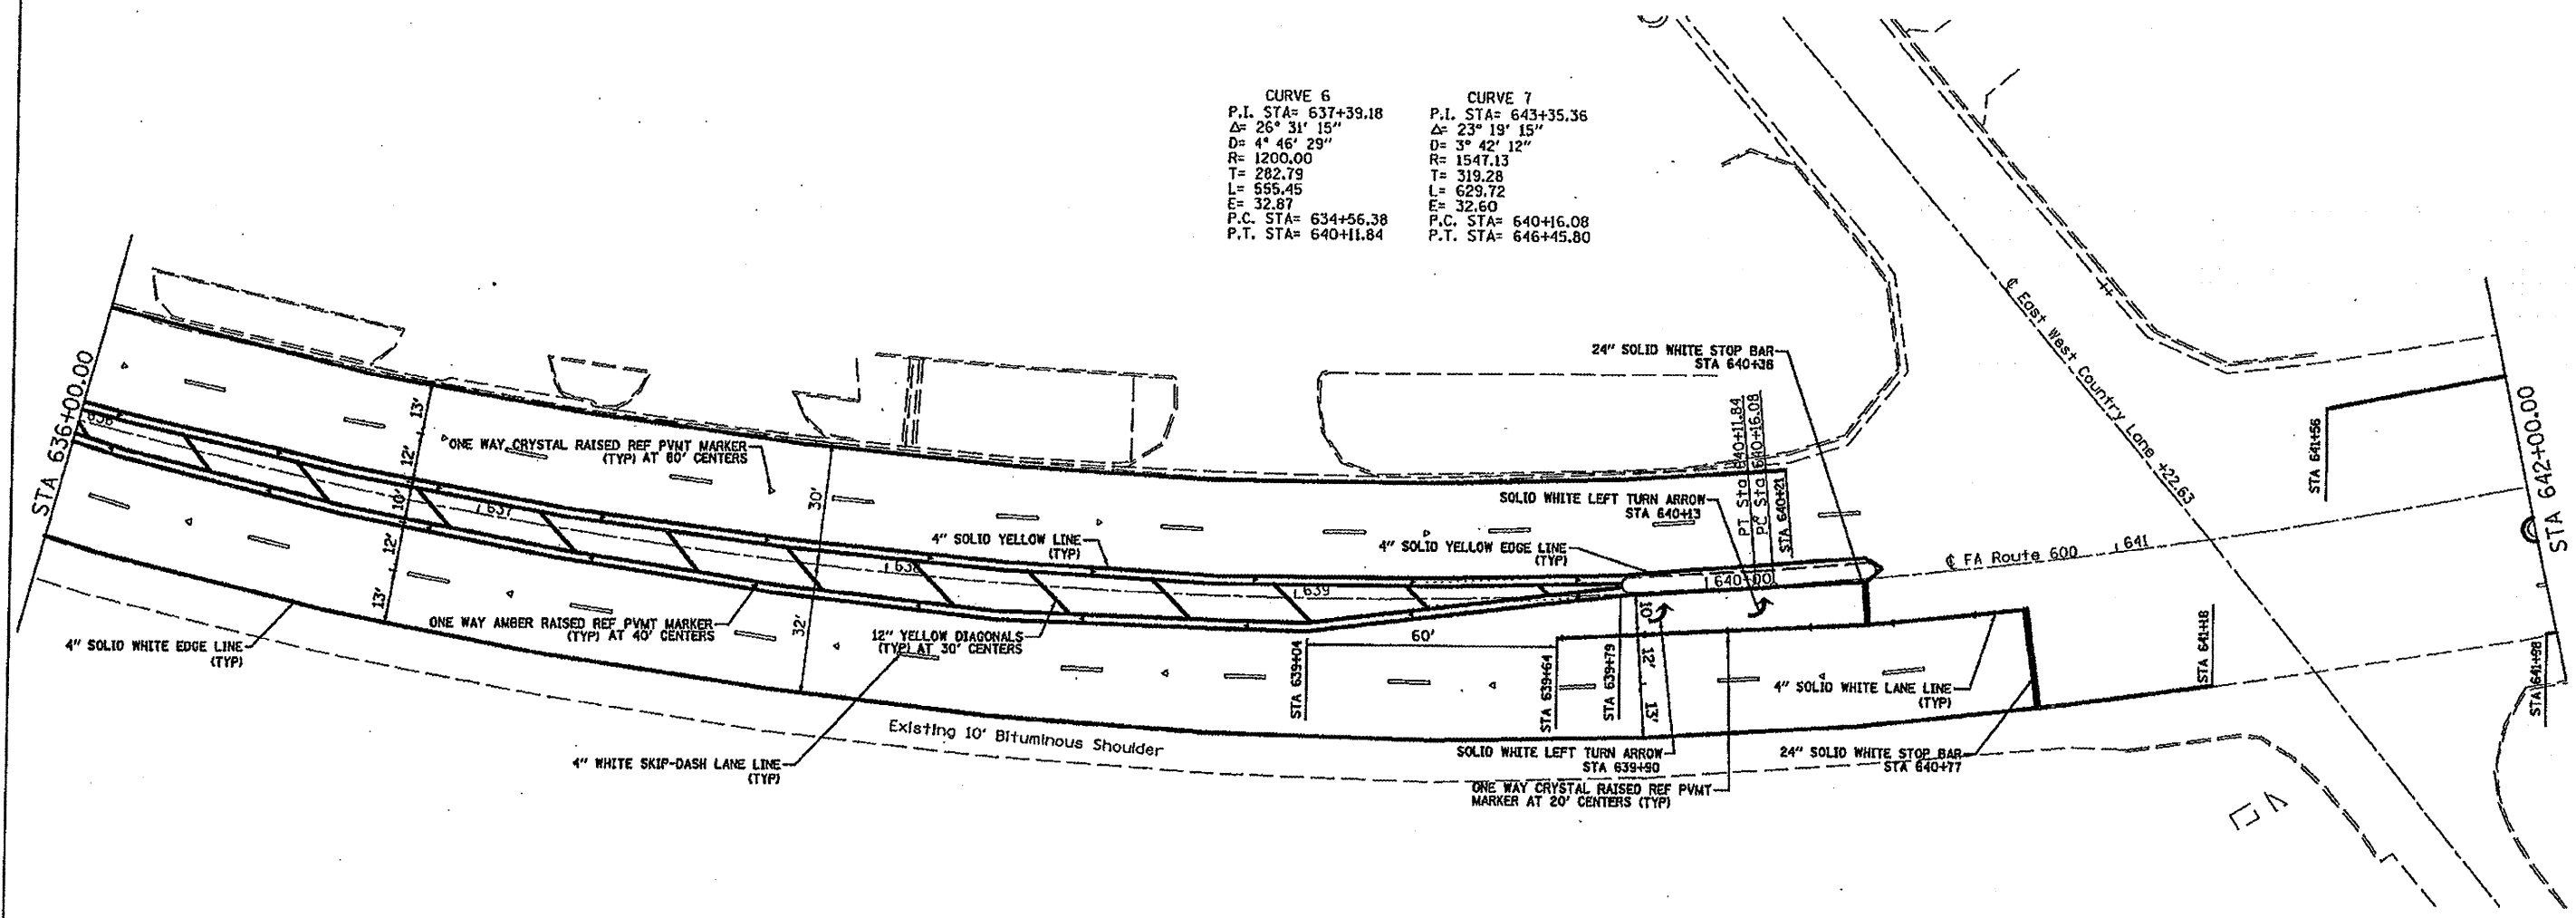 CURVE 6
P.I. STA= 637+39.18
Δ= 26° 31' 15"
D= 4° 46' 29"
R= 1200.00
T= 282.79
L= 555.45
E= 32.87
P.C. STA= 634+56.38
P.T. STA= 640+11.84
CURVE 7
P.I. STA= 643+35.36
Δ= 23° 19' 15"
D= 3° 42' 12"
R= 1547.13
T= 319.28
L= 629.72
E= 32.60
P.C. STA= 640+16.08
P.T. STA= 646+45.80
STA 636+00.00
636
13'
12'
10'
12'
13'
637
ONE WAY CRYSTAL RAISED REF PVMT MARKER
(TYP) AT 80' CENTERS
30'
32'
638
4" SOLID YELLOW LINE
(TYP)
4" SOLID YELLOW EDGE LINE
(TYP)
SOLID WHITE LEFT TURN ARROW
STA 640+13
24" SOLID WHITE STOP BAR
STA 640+38
PT Sta 640+11.84
PC Sta 640+16.08
STA 640+21
℄ East West Country Lane +22.63
STA 641+56
STA 642+00.00
℄ FA Route 600
641
640+00
639
4" SOLID WHITE EDGE LINE
(TYP)
ONE WAY AMBER RAISED REF PVMT MARKER
(TYP) AT 40' CENTERS
12" YELLOW DIAGONALS
(TYP) AT 30' CENTERS
4" WHITE SKIP-DASH LANE LINE
(TYP)
Existing 10' Bituminous Shoulder
60'
STA 639+04
STA 639+64
STA 639+79
10'
12'
13'
4" SOLID WHITE LANE LINE
(TYP)
STA 641+18
STA 641+98
SOLID WHITE LEFT TURN ARROW
STA 639+90
24" SOLID WHITE STOP BAR
STA 640+77
ONE WAY CRYSTAL RAISED REF PVMT
MARKER AT 20' CENTERS (TYP)